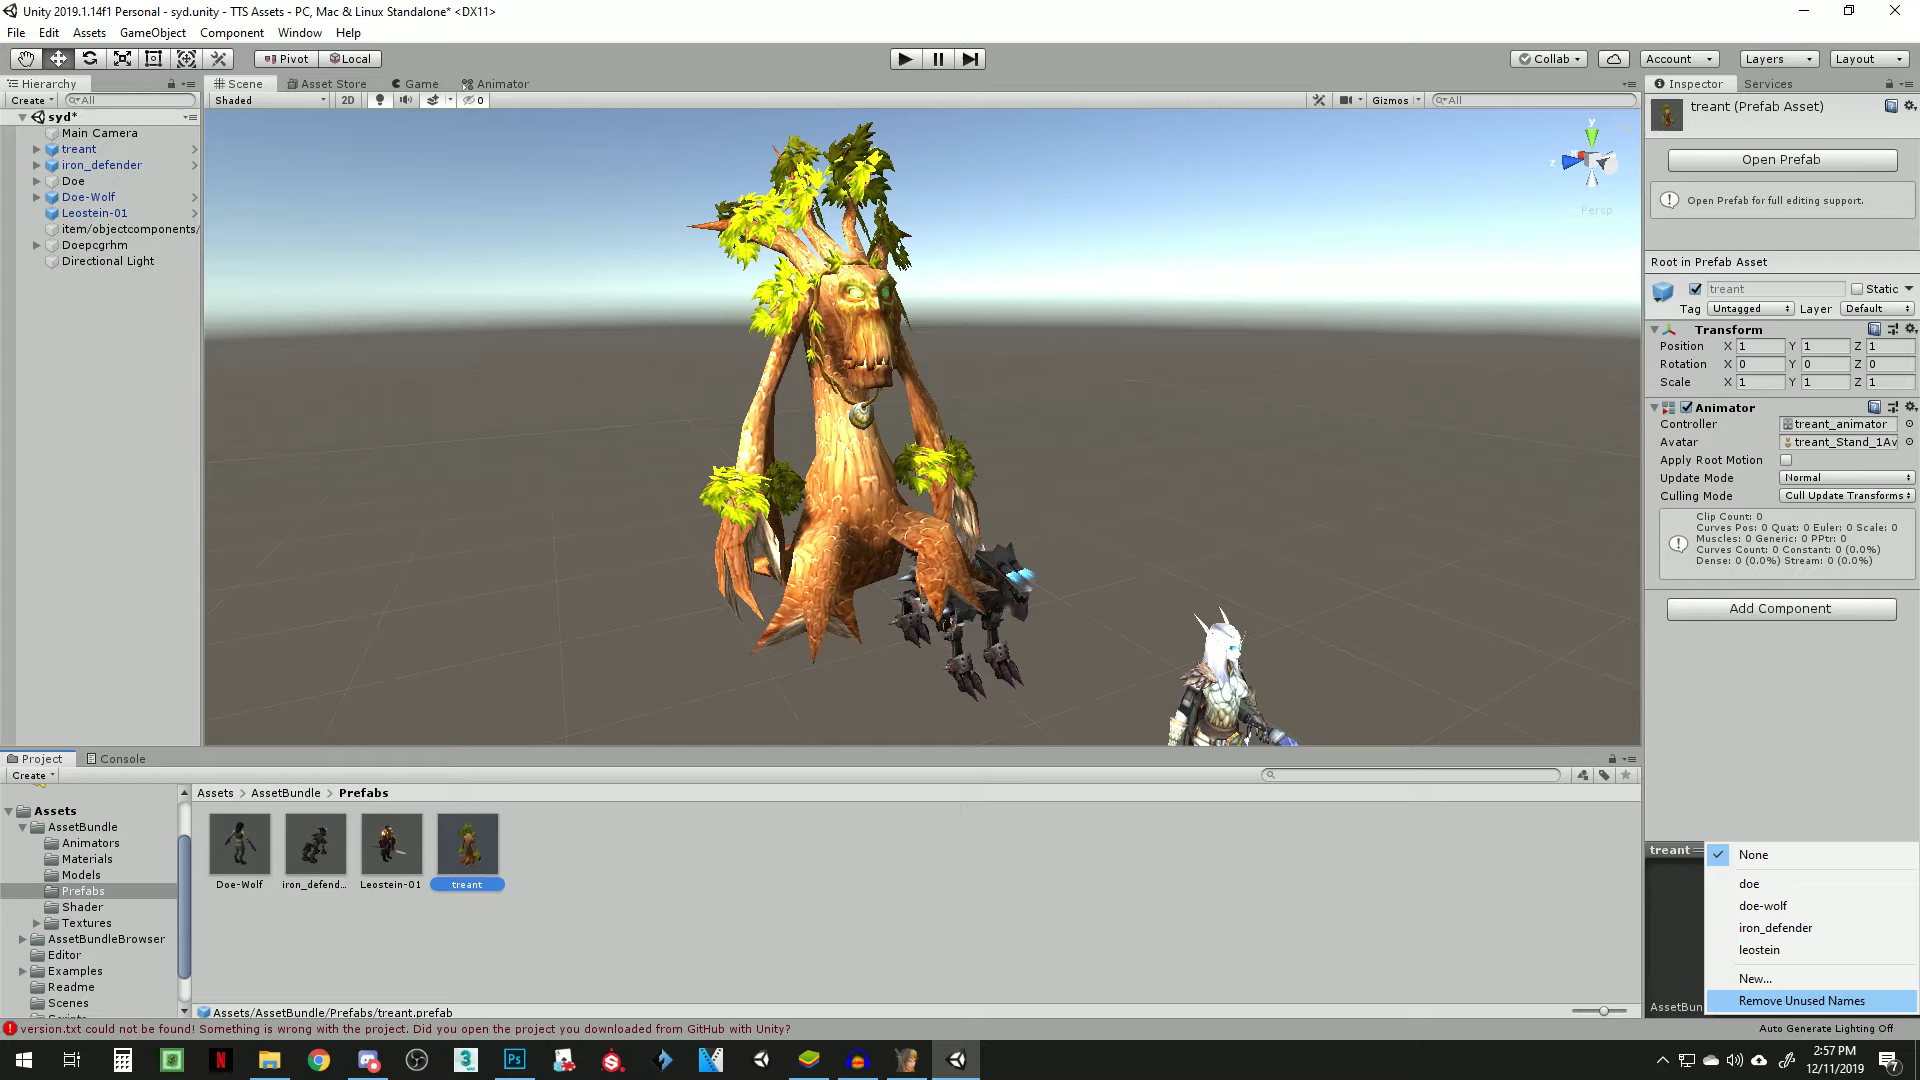 Unity 2019.1.14f1 Personal - syd.unity - TTS Assets - PC, Mac & Linux Standalone* <DX11>
File Edit Assets GameObject Component Window Help
Pivot Local Collab Account Layers Layout
Hierarchy
Create All
syd*
Main Camera
treant
iron_defender
Doe
Doe-Wolf
Leostein-01
item/objectcomponents/
Doepcgrhm
Directional Light
Scene Asset Store Game Animator
Shaded 2D 0 Gizmos All
y
x
z
Persp
Inspector Services
treant (Prefab Asset)
Open Prefab
Open Prefab for full editing support.
Root in Prefab Asset
treant Static
Tag Untagged Layer Default
Transform
Position X 1 Y 1 Z 1
Rotation X 0 Y 0 Z 0
Scale X 1 Y 1 Z 1
Animator
Controller treant_animator
Avatar treant_Stand_1Av
Apply Root Motion
Update Mode Normal
Culling Mode Cull Update Transforms
Clip Count: 0
Curves Pos: 0 Quat: 0 Euler: 0 Scale: 0
Muscles: 0 Generic: 0 PPtr: 0
Curves Count: 0 Constant: 0 (0.0%)
Dense: 0 (0.0%) Stream: 0 (0.0%)
Add Component
treant
None
doe
doe-wolf
iron_defender
leostein
New...
Remove Unused Names
AssetBun
Project Console
Create
Assets
AssetBundle
Animators
Materials
Models
Prefabs
Shader
Textures
AssetBundleBrowser
Editor
Examples
Readme
Scenes
Assets > AssetBundle > Prefabs
Doe-Wolf iron_defend... Leostein-01 treant
Assets/AssetBundle/Prefabs/treant.prefab
version.txt could not be found! Something is wrong with the project. Did you open the project you downloaded from GitHub with Unity?
Auto Generate Lighting Off
2:57 PM
12/11/2019
7